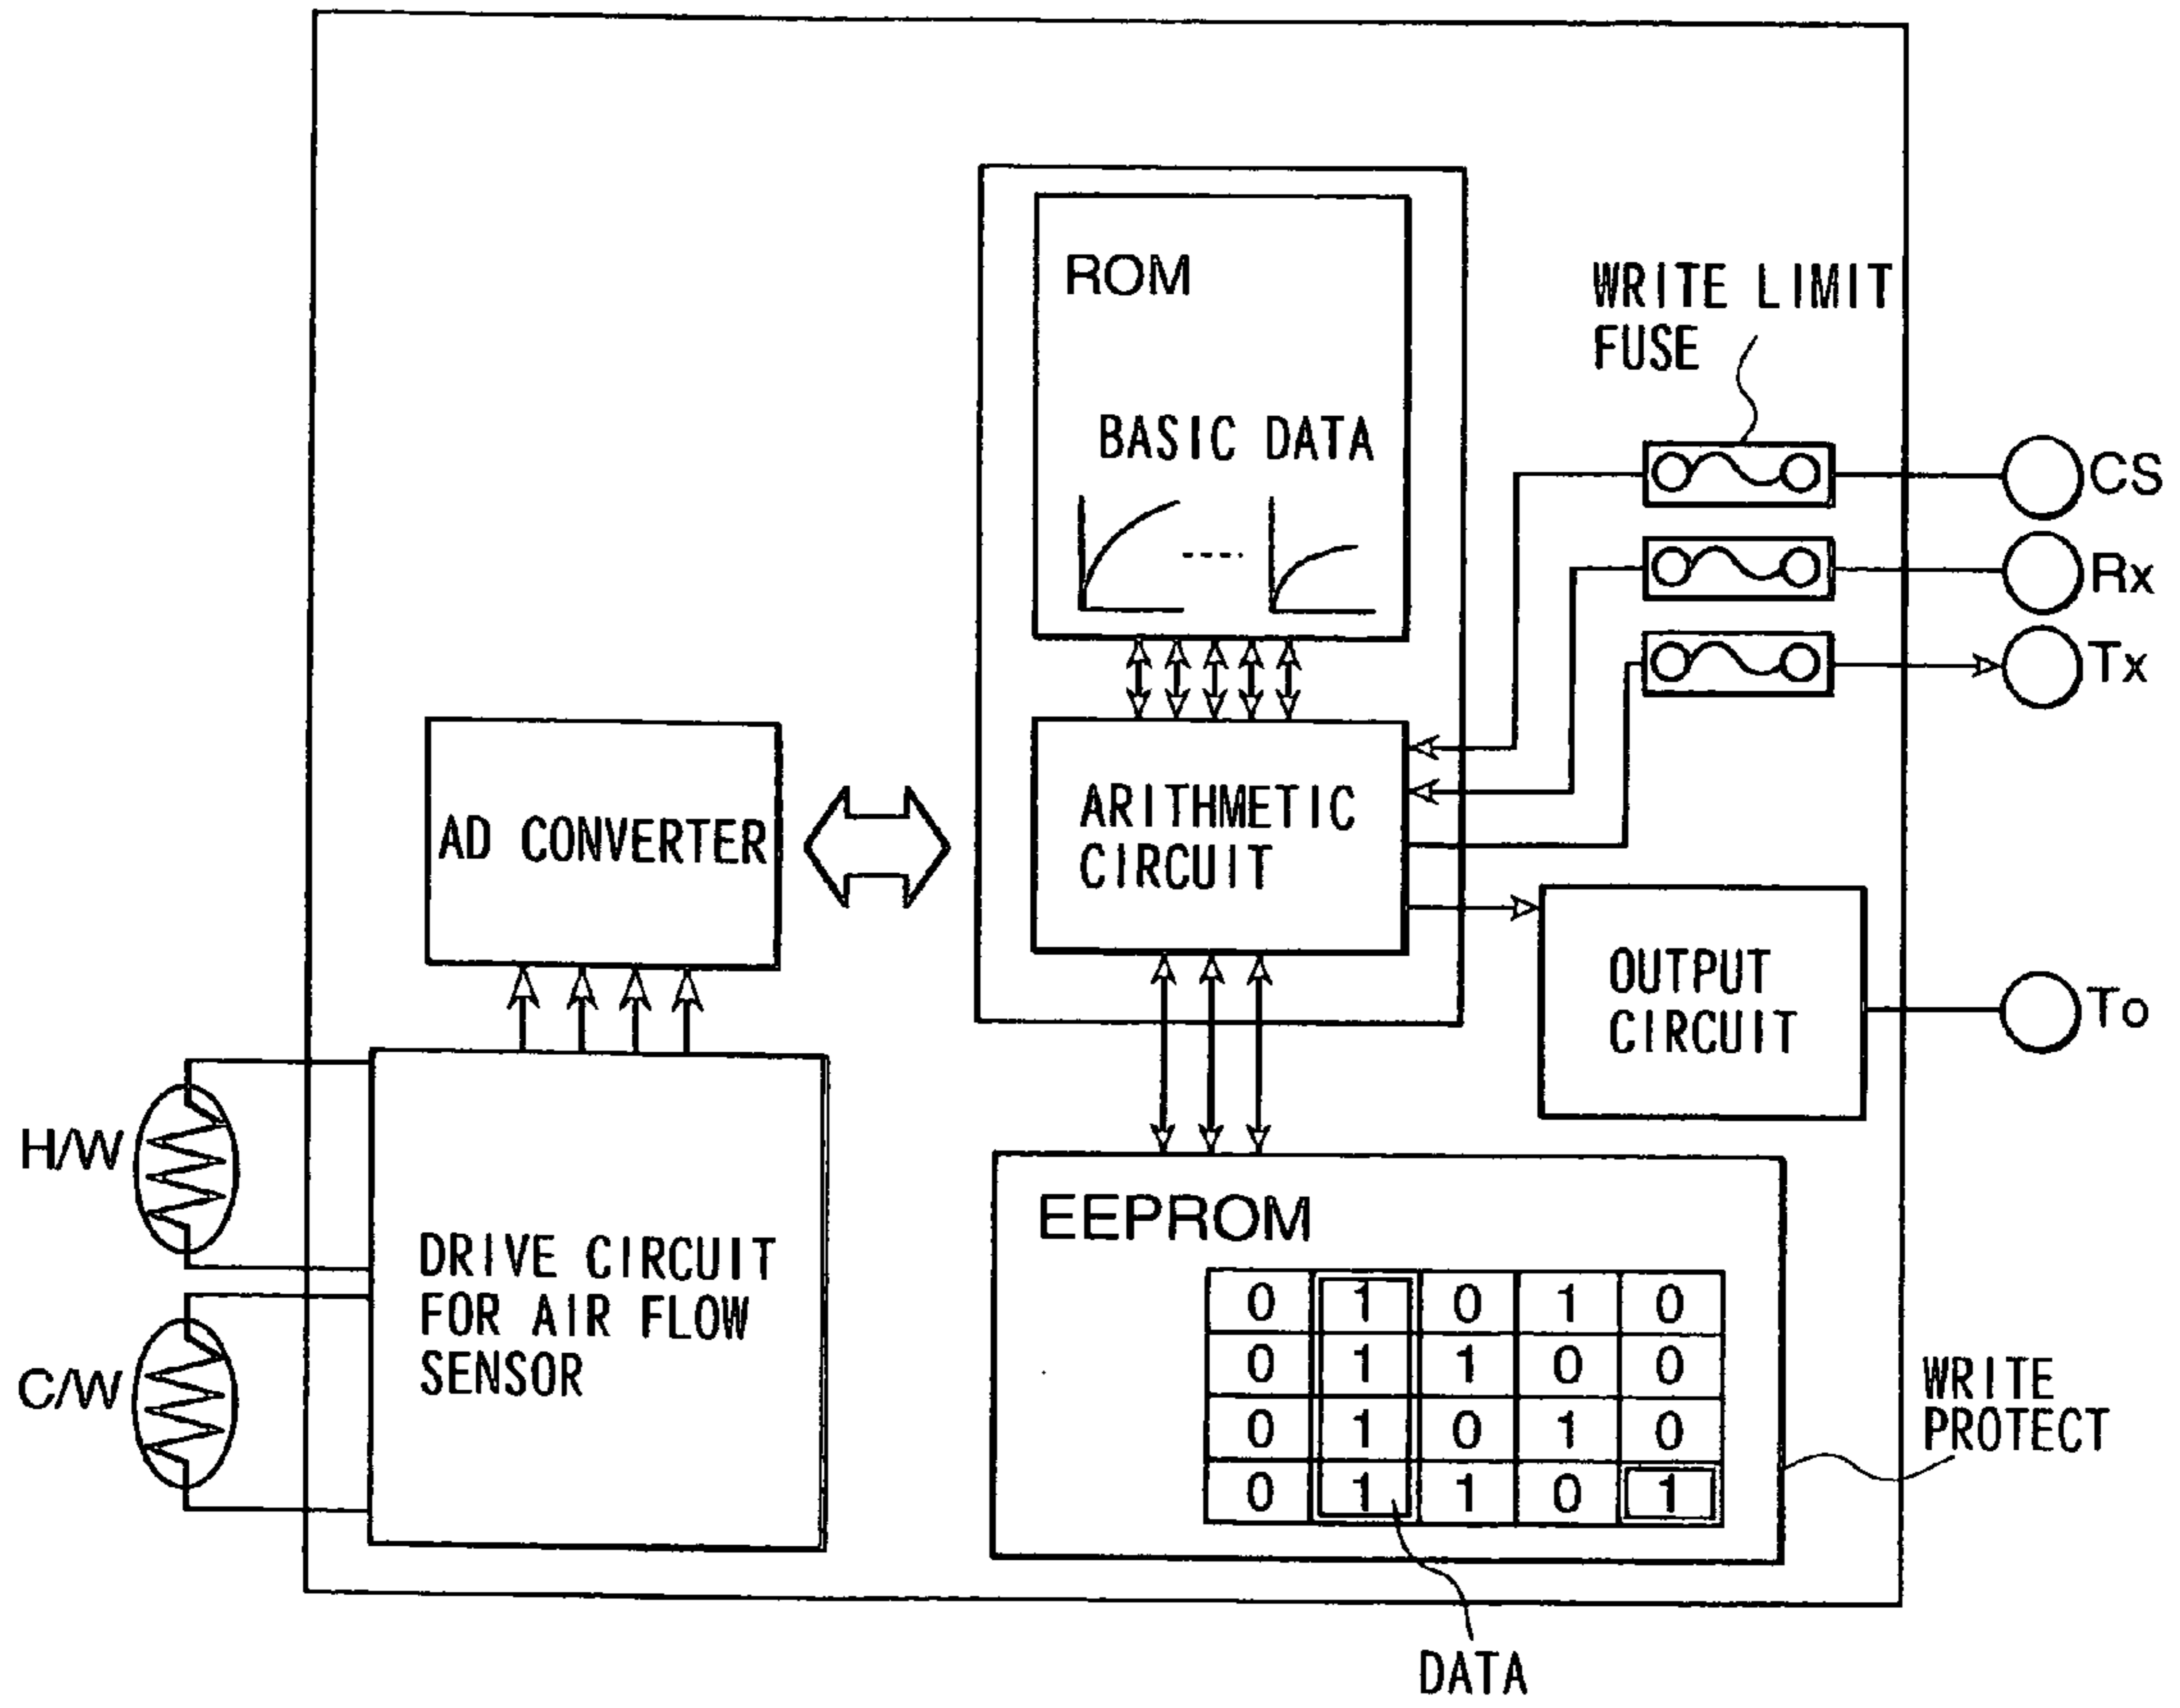 ROM
BASIC DATA
WRITE LIMIT
FUSE
CS
Rx
Tx
AD CONVERTER
ARITHMETIC
CIRCUIT
OUTPUT
CIRCUIT
To
H/W
C/W
DRIVE CIRCUIT
FOR AIR FLOW
SENSOR
EEPROM
0 1 0 1 0
0 1 1 0 0
0 1 0 1 0
0 1 1 0 1
WRITE
PROTECT
DATA